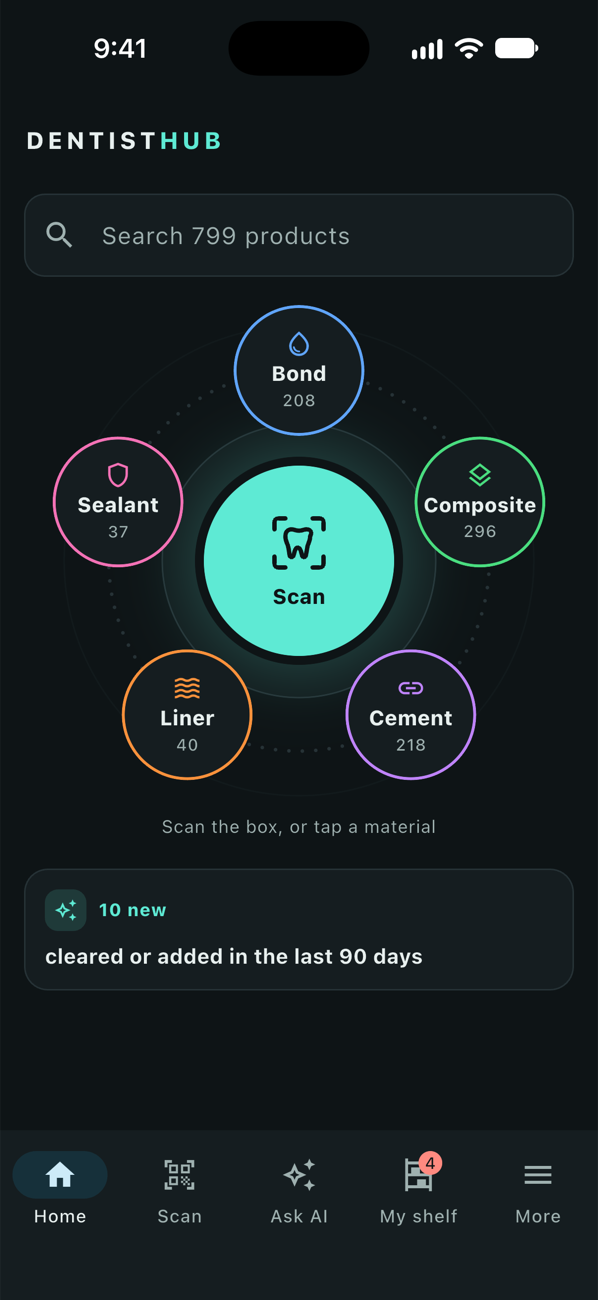 9:41
DENTISTHUB
Search 799 products
Bond
208
Sealant
37
Composite
296
Scan
Liner
40
Cement
218
Scan the box, or tap a material
10 new
cleared or added in the last 90 days
4
Home
Scan
Ask AI
My shelf
More